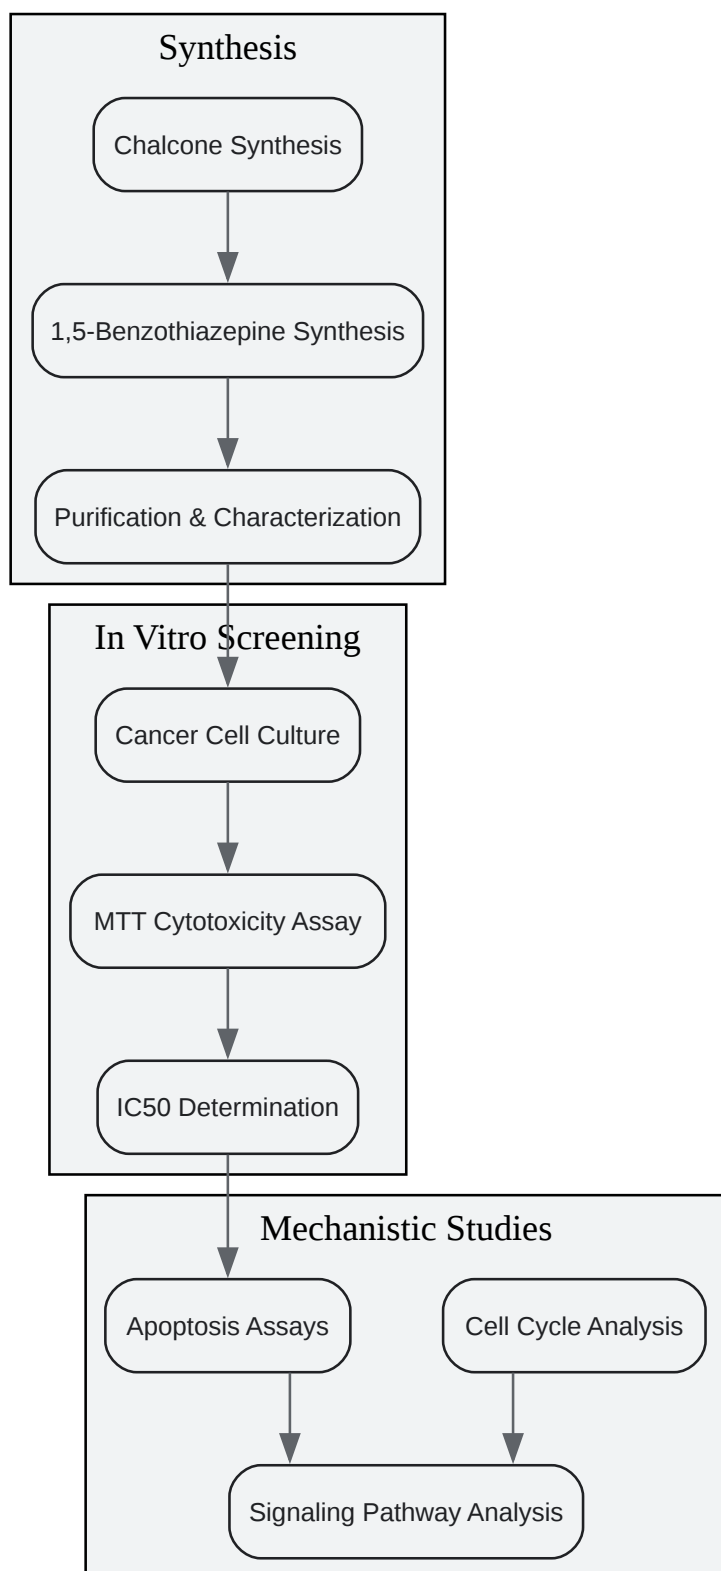 Synthesis
Chalcone Synthesis
1,5-Benzothiazepine Synthesis
Purification & Characterization
In Vitro Screening
Cancer Cell Culture
MTT Cytotoxicity Assay
IC50 Determination
Mechanistic Studies
Apoptosis Assays
Cell Cycle Analysis
Signaling Pathway Analysis